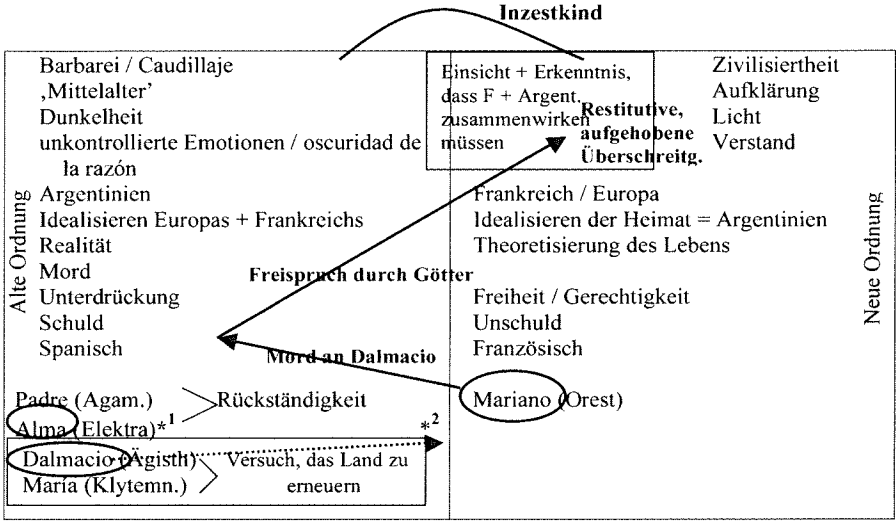 Inzestkind
Alte Ordnung
Barbarei / Caudillaje
‚Mittelalter'
Dunkelheit
unkontrollierte Emotionen / oscuridad de
la razón
Argentinien
Idealisieren Europas + Frankreichs
Realität
Mord
Unterdrückung
Schuld
Spanisch
Freispruch durch Götter
Mord an Dalmacio
Padre (Agam.)
Alma (Elektra)*1
Rückständigkeit
*2
Dalmacio (Ägisth)
María (Klytemn.)
Versuch, das Land zu
erneuern
Einsicht + Erkenntnis,
dass F + Argent.
zusammenwirken
müssen
Restitutive,
aufgehobene
Überschreitg.
Zivilisiertheit
Aufklärung
Licht
Verstand
Frankreich / Europa
Idealisieren der Heimat = Argentinien
Theoretisierung des Lebens
Freiheit / Gerechtigkeit
Unschuld
Französisch
Mariano (Orest)
Neue Ordnung